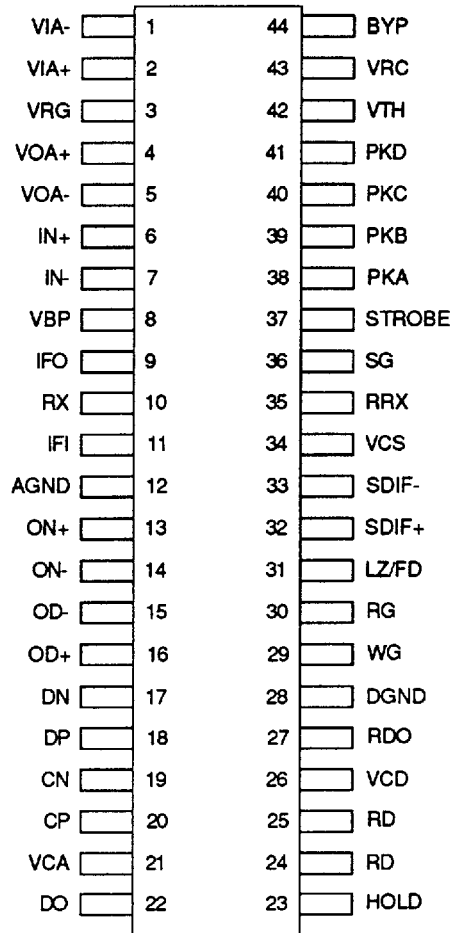 VIA- 1 44 BYP
VIA+ 2 43 VRC
VRG 3 42 VTH
VOA+ 4 41 PKD
VOA- 5 40 PKC
IN+ 6 39 PKB
IN- 7 38 PKA
VBP 8 37 STROBE
IFO 9 36 SG
RX 10 35 RRX
IFI 11 34 VCS
AGND 12 33 SDIF-
ON+ 13 32 SDIF+
ON- 14 31 LZ/FD
OD- 15 30 RG
OD+ 16 29 WG
DN 17 28 DGND
DP 18 27 RDO
CN 19 26 VCD
CP 20 25 RD
VCA 21 24 RD
DO 22 23 HOLD